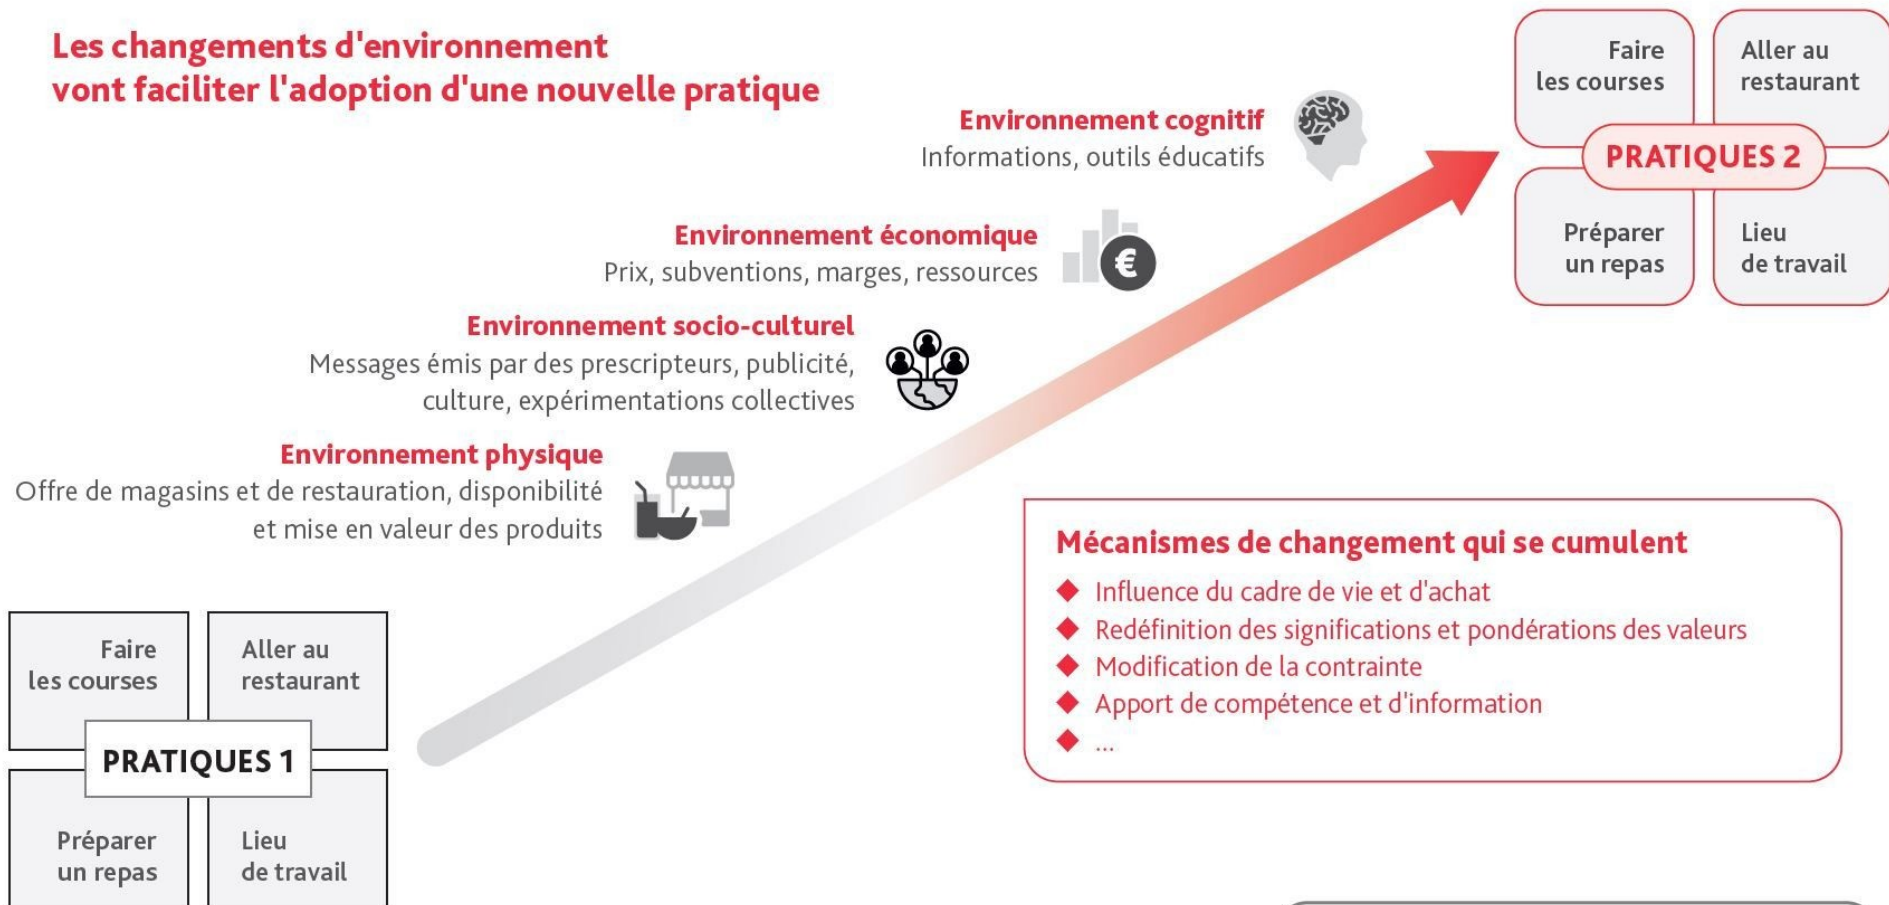 Les changements d'environnement
vont faciliter l'adoption d'une nouvelle pratique
Faire
les courses
Aller au
restaurant
PRATIQUES 2
Préparer
un repas
Lieu
de travail
Environnement cognitif
Informations, outils éducatifs
Environnement économique
Prix, subventions, marges, ressources
€
Environnement socio-culturel
Messages émis par des prescripteurs, publicité,
culture, expérimentations collectives
Environnement physique
Offre de magasins et de restauration, disponibilité
et mise en valeur des produits
Mécanismes de changement qui se cumulent
◆ Influence du cadre de vie et d'achat
◆ Redéfinition des significations et pondérations des valeurs
◆ Modification de la contrainte
◆ Apport de compétence et d'information
◆ ...
Faire
les courses
Aller au
restaurant
PRATIQUES 1
Préparer
un repas
Lieu
de travail